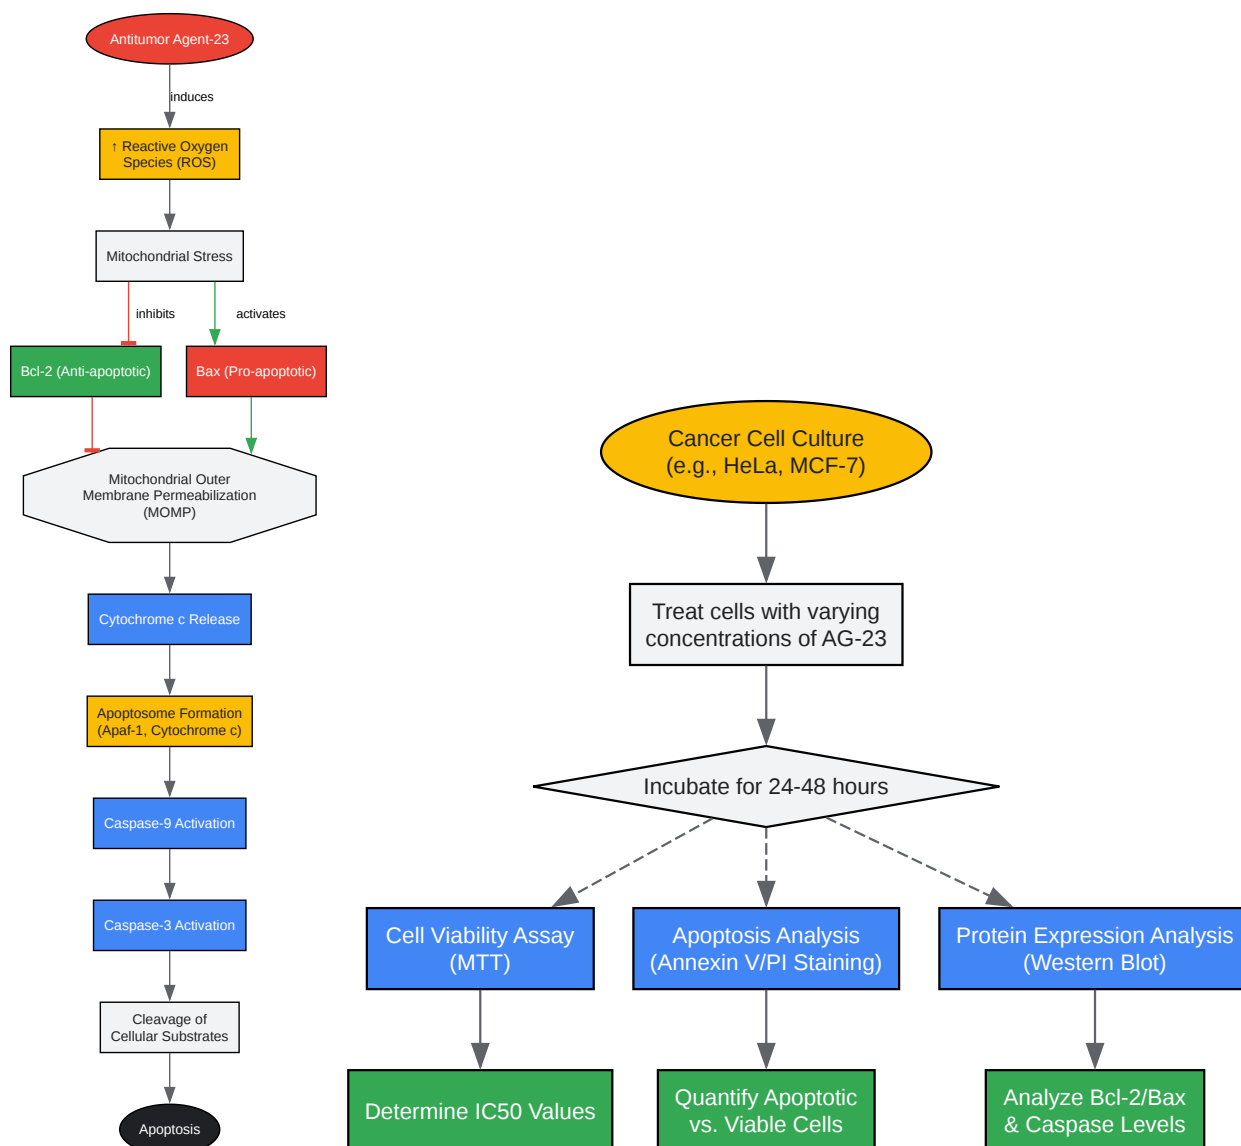 Antitumor Agent-23
induces
↑ Reactive Oxygen
Species (ROS)
Mitochondrial Stress
inhibits
activates
Bcl-2 (Anti-apoptotic)
Bax (Pro-apoptotic)
Mitochondrial Outer
Membrane Permeabilization
(MOMP)
Cytochrome c Release
Apoptosome Formation
(Apaf-1, Cytochrome c)
Caspase-9 Activation
Caspase-3 Activation
Cleavage of
Cellular Substrates
Apoptosis
Cancer Cell Culture
(e.g., HeLa, MCF-7)
Treat cells with varying
concentrations of AG-23
Incubate for 24-48 hours
Cell Viability Assay
(MTT)
Apoptosis Analysis
(Annexin V/PI Staining)
Protein Expression Analysis
(Western Blot)
Determine IC50 Values
Quantify Apoptotic
vs. Viable Cells
Analyze Bcl-2/Bax
& Caspase Levels